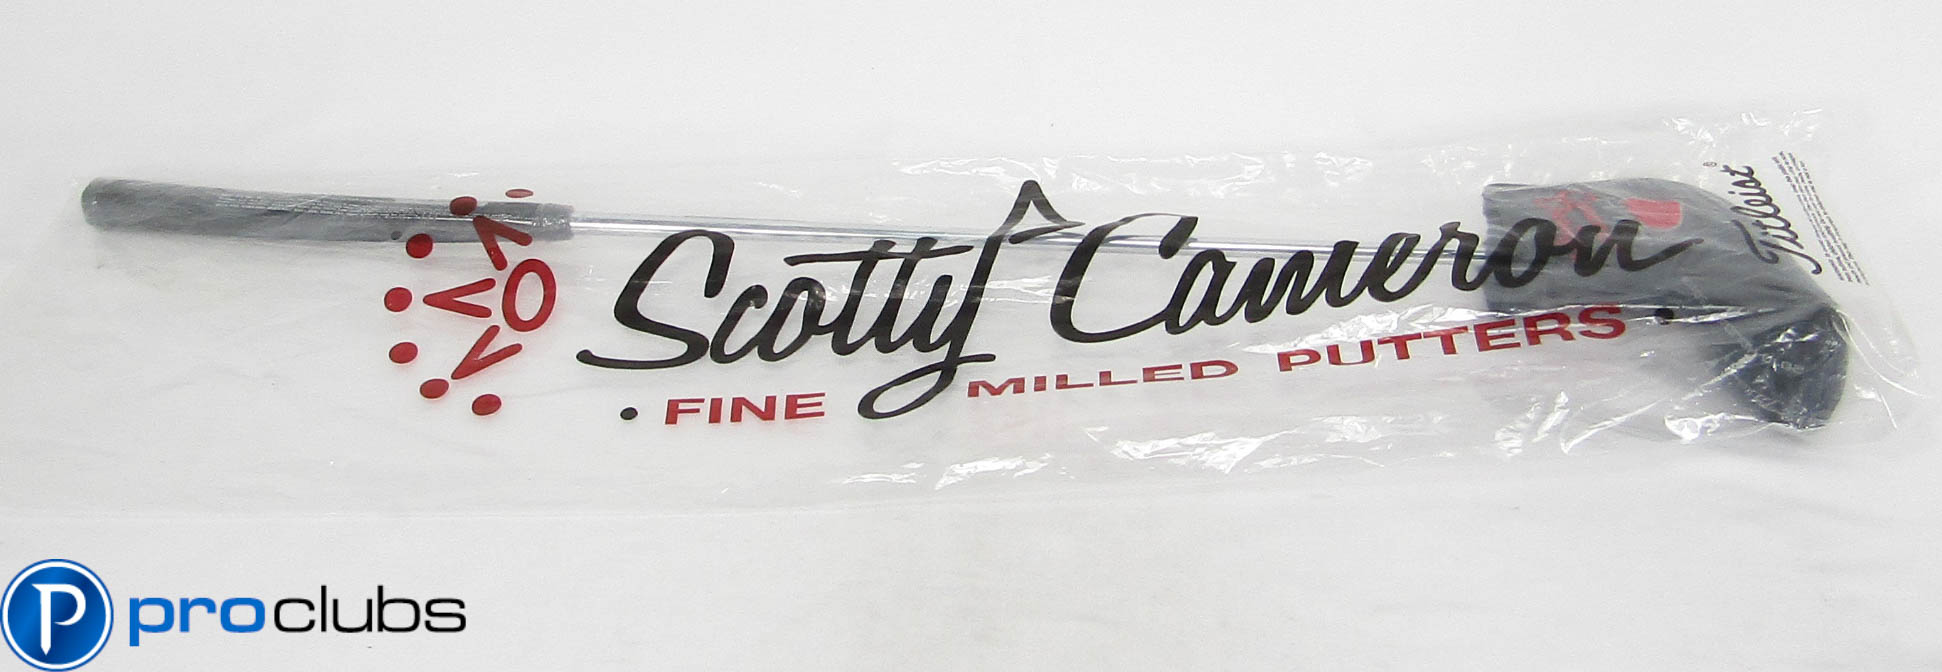 Scotty Cameron
• FINE MILLED PUTTERS •
Titleist®
P proclubs